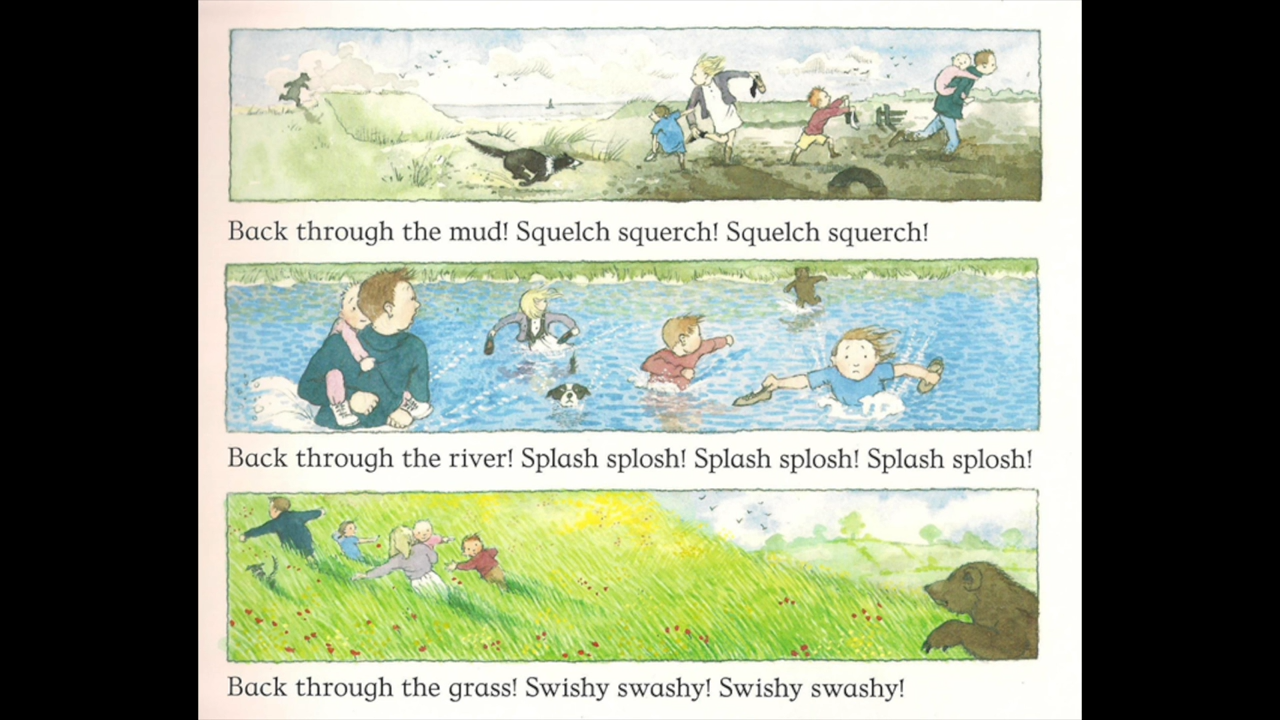 Back through the mud! Squelch squerch! Squelch squerch!
Back through the river! Splash splosh! Splash splosh! Splash splosh!
Back through the grass! Swishy swashy! Swishy swashy!